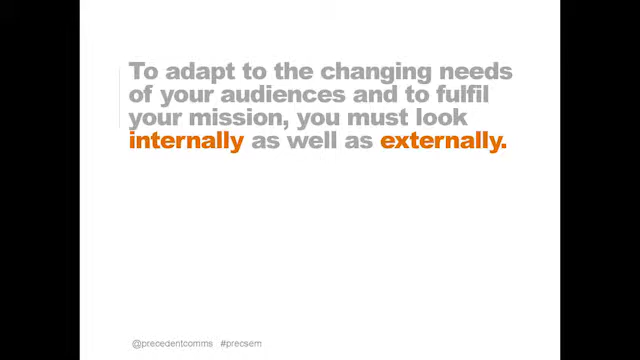 To adapt to the changing needs
of your audiences and to fulfil
your mission, you must look
internally as well as externally.
@precedentcomms #precsem